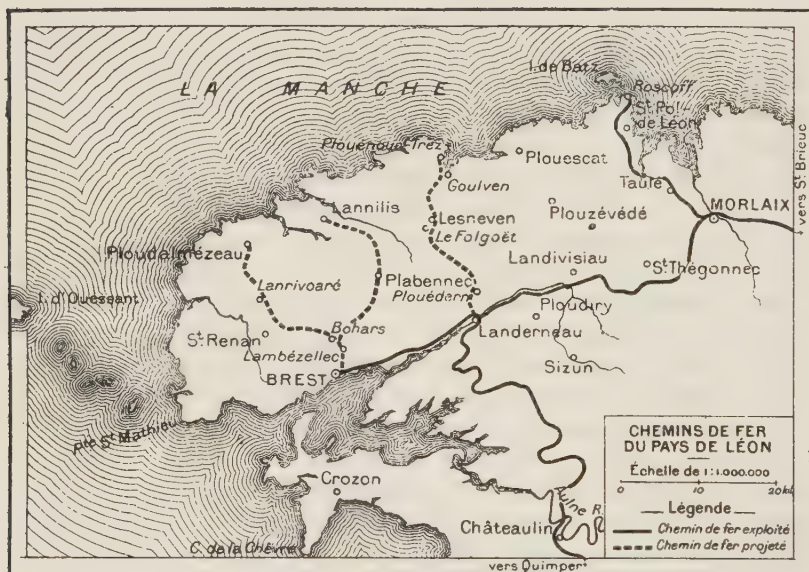 LA MANCHE
I. de Batz
Roscoff
St Pol-
de Léon
Plouescat
Goulven
Taulé
MORLAIX
vers St Brieuc
Lannilis
Lesneven
Le Folgoët
Plouzévédé
Ploudalmézeau
Landivisiau
St Thégonnec
I. d'Ouessant
Lanrivoaré
Plabennec
Plouédern
Ploudiry
St Renan
Bohars
Lambézellec
Landerneau
BREST
Sizun
Pte St Mathieu
Crozon
Châteaulin
Aulne R.
C. de la Chèvre
vers Quimper
CHEMINS DE FER
DU PAYS DE LÉON
Échelle de 1:1.000.000
0 10 20 kil.
Légende
Chemin de fer exploité
Chemin de fer projeté